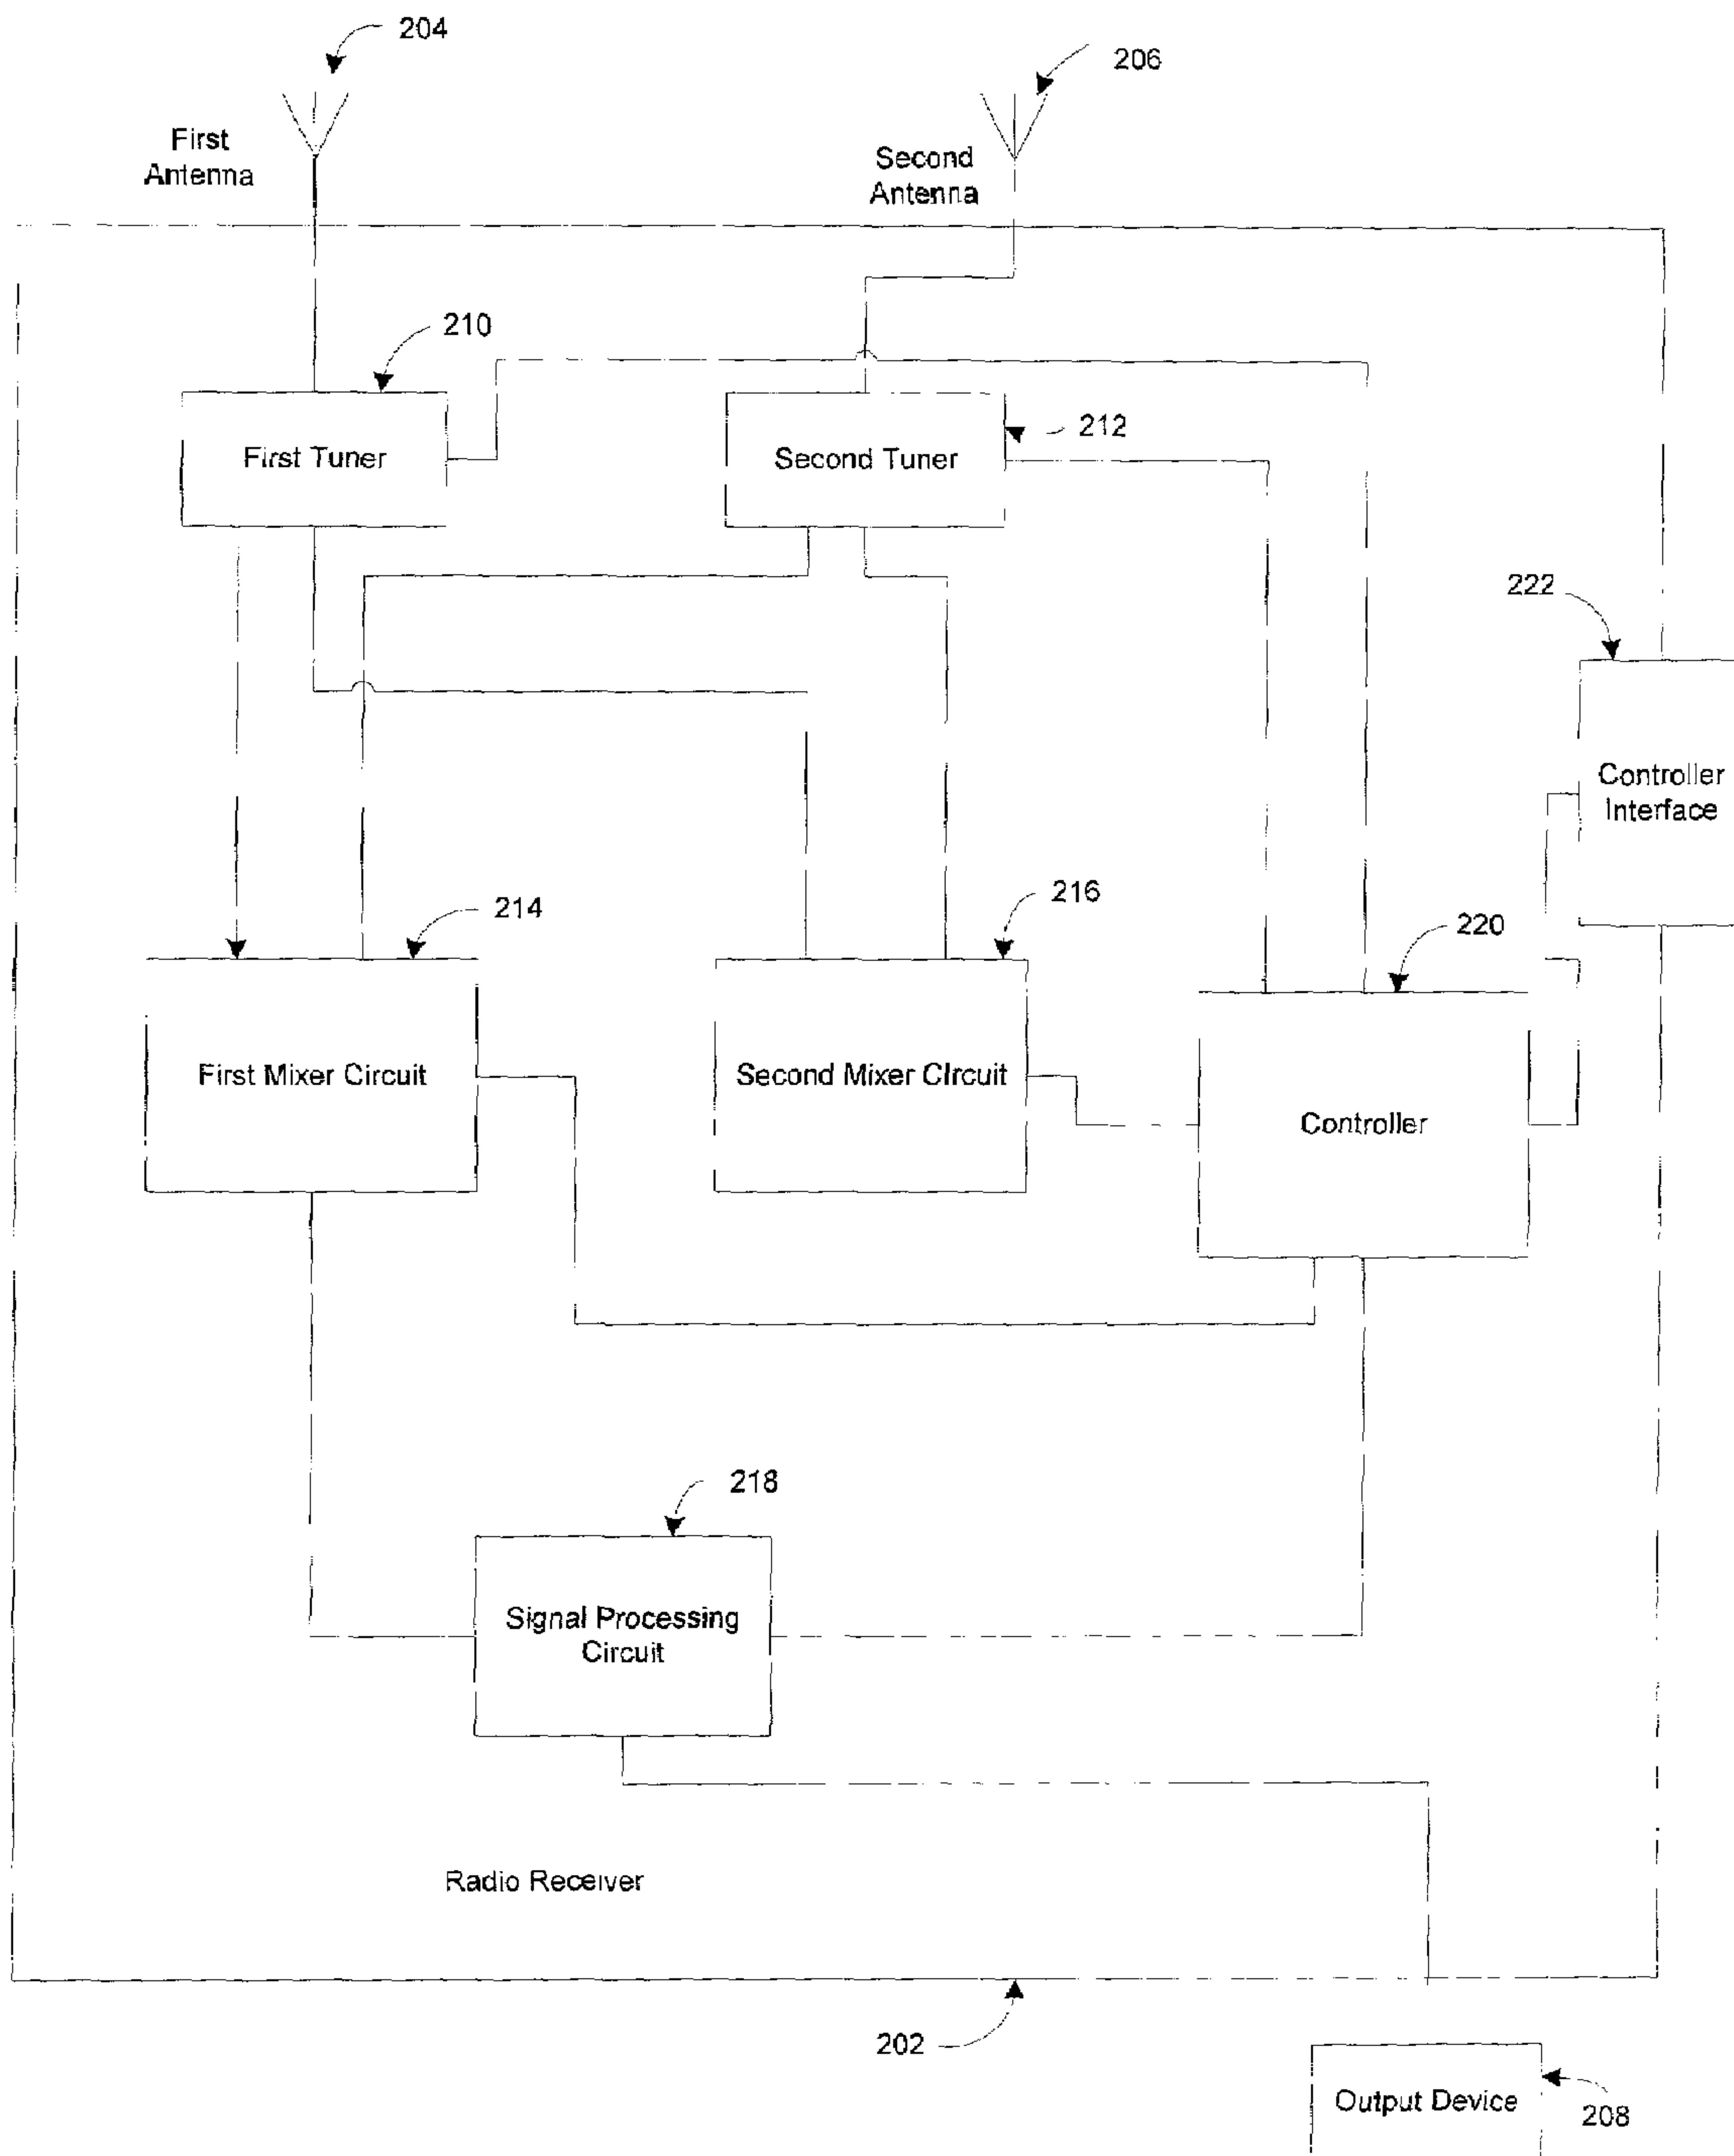 204
206
First
Antenna
Second
Antenna
210
First Tuner
212
Second Tuner
222
Controller
Interface
214
216
220
First Mixer Circuit
Second Mixer Circuit
Controller
218
Signal Processing
Circuit
Radio Receiver
202
Output Device
208